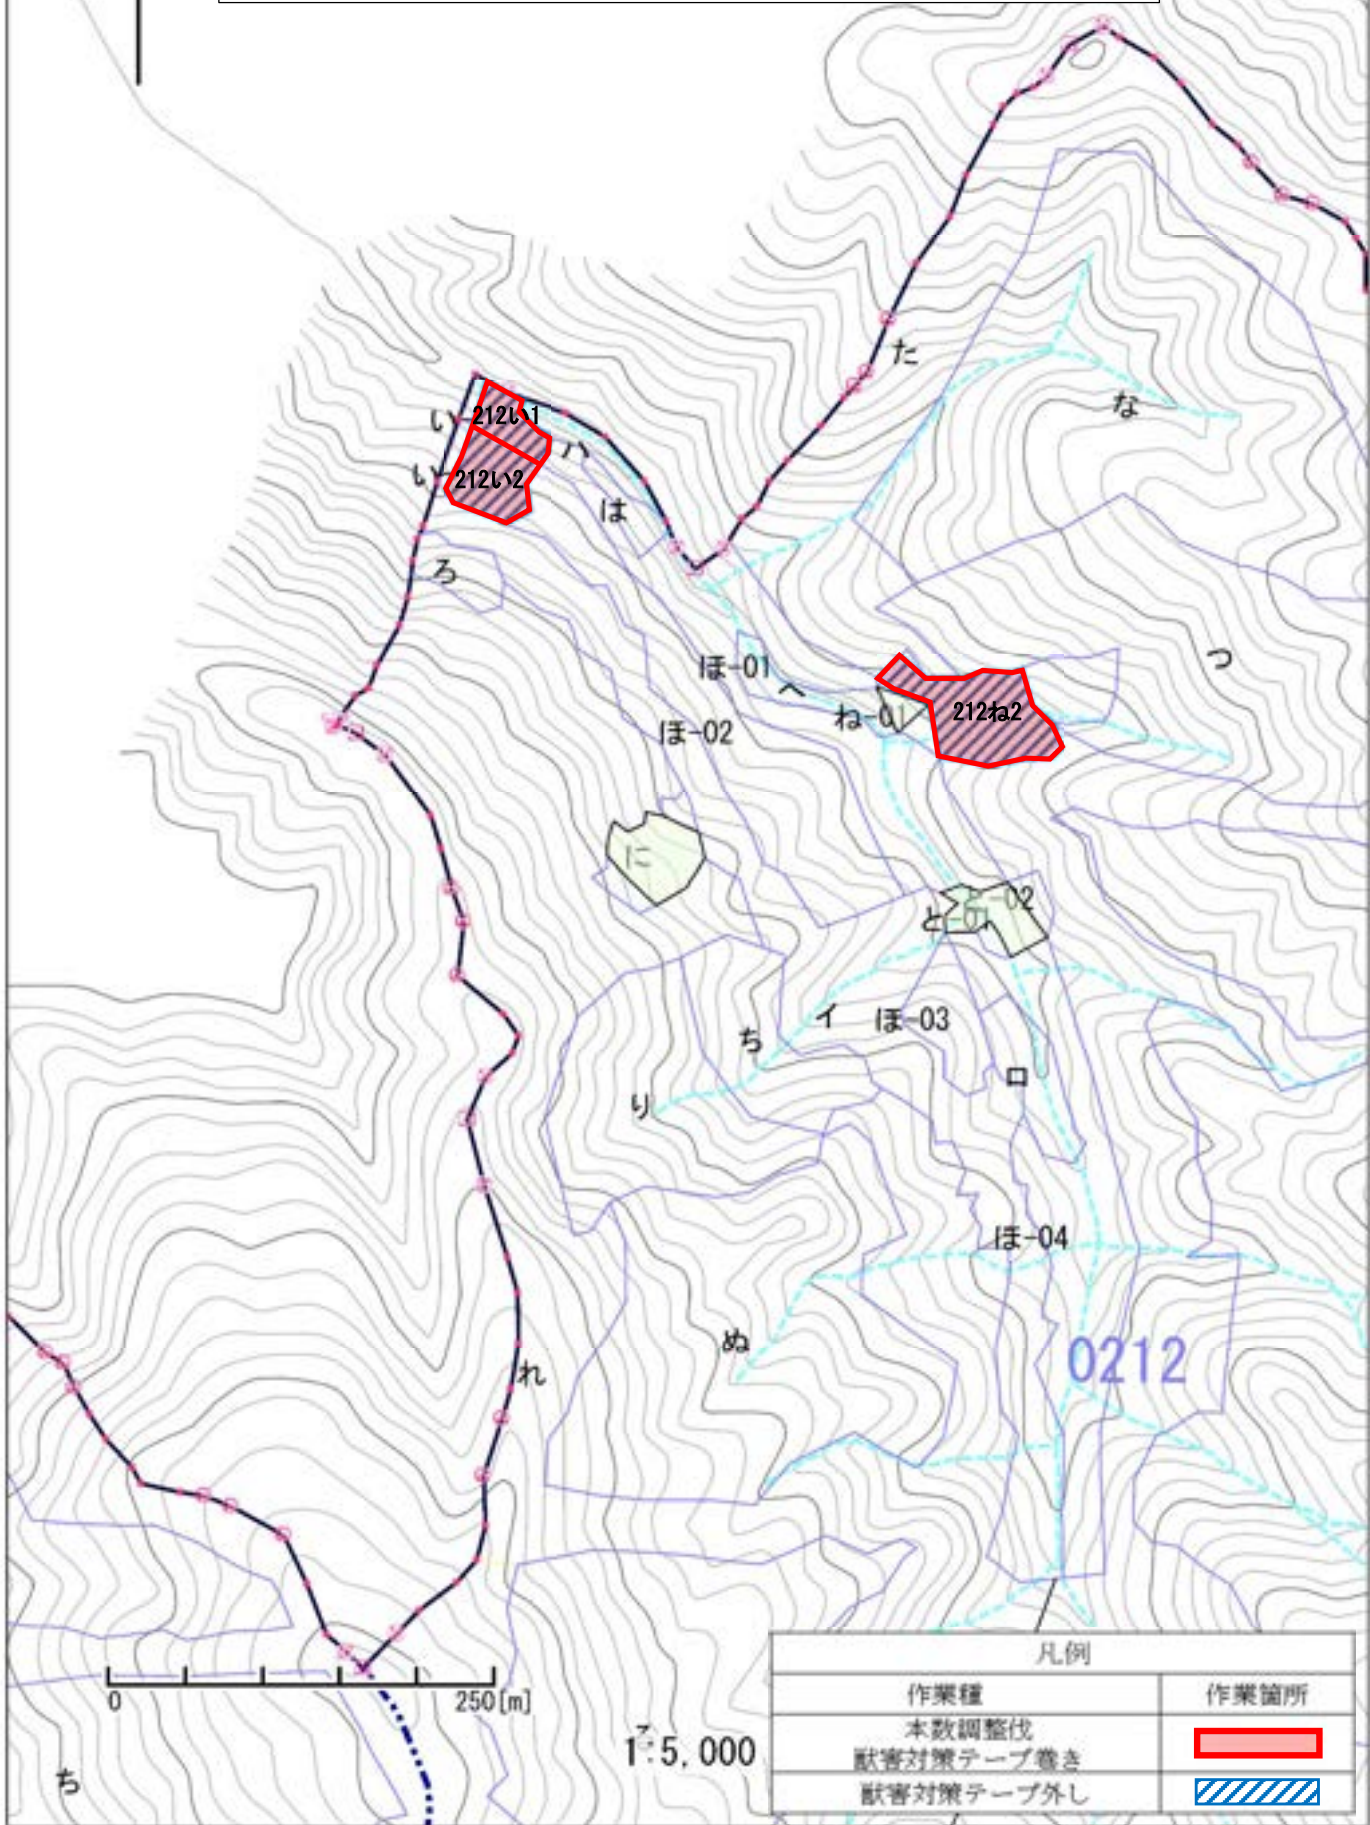 た
な
い
212い1
ハ
い
212い2
は
ろ
つ
ほ-01
へ
ね-01
212ね2
ほ-02
に
と-01
-02
イ
ほ-03
ち
ロ
り
ほ-04
ぬ
0212
れ
0
250[m]
1:5,000
ち
凡例
作業種
作業箇所
本数調整伐
獣害対策テープ巻き
獣害対策テープ外し